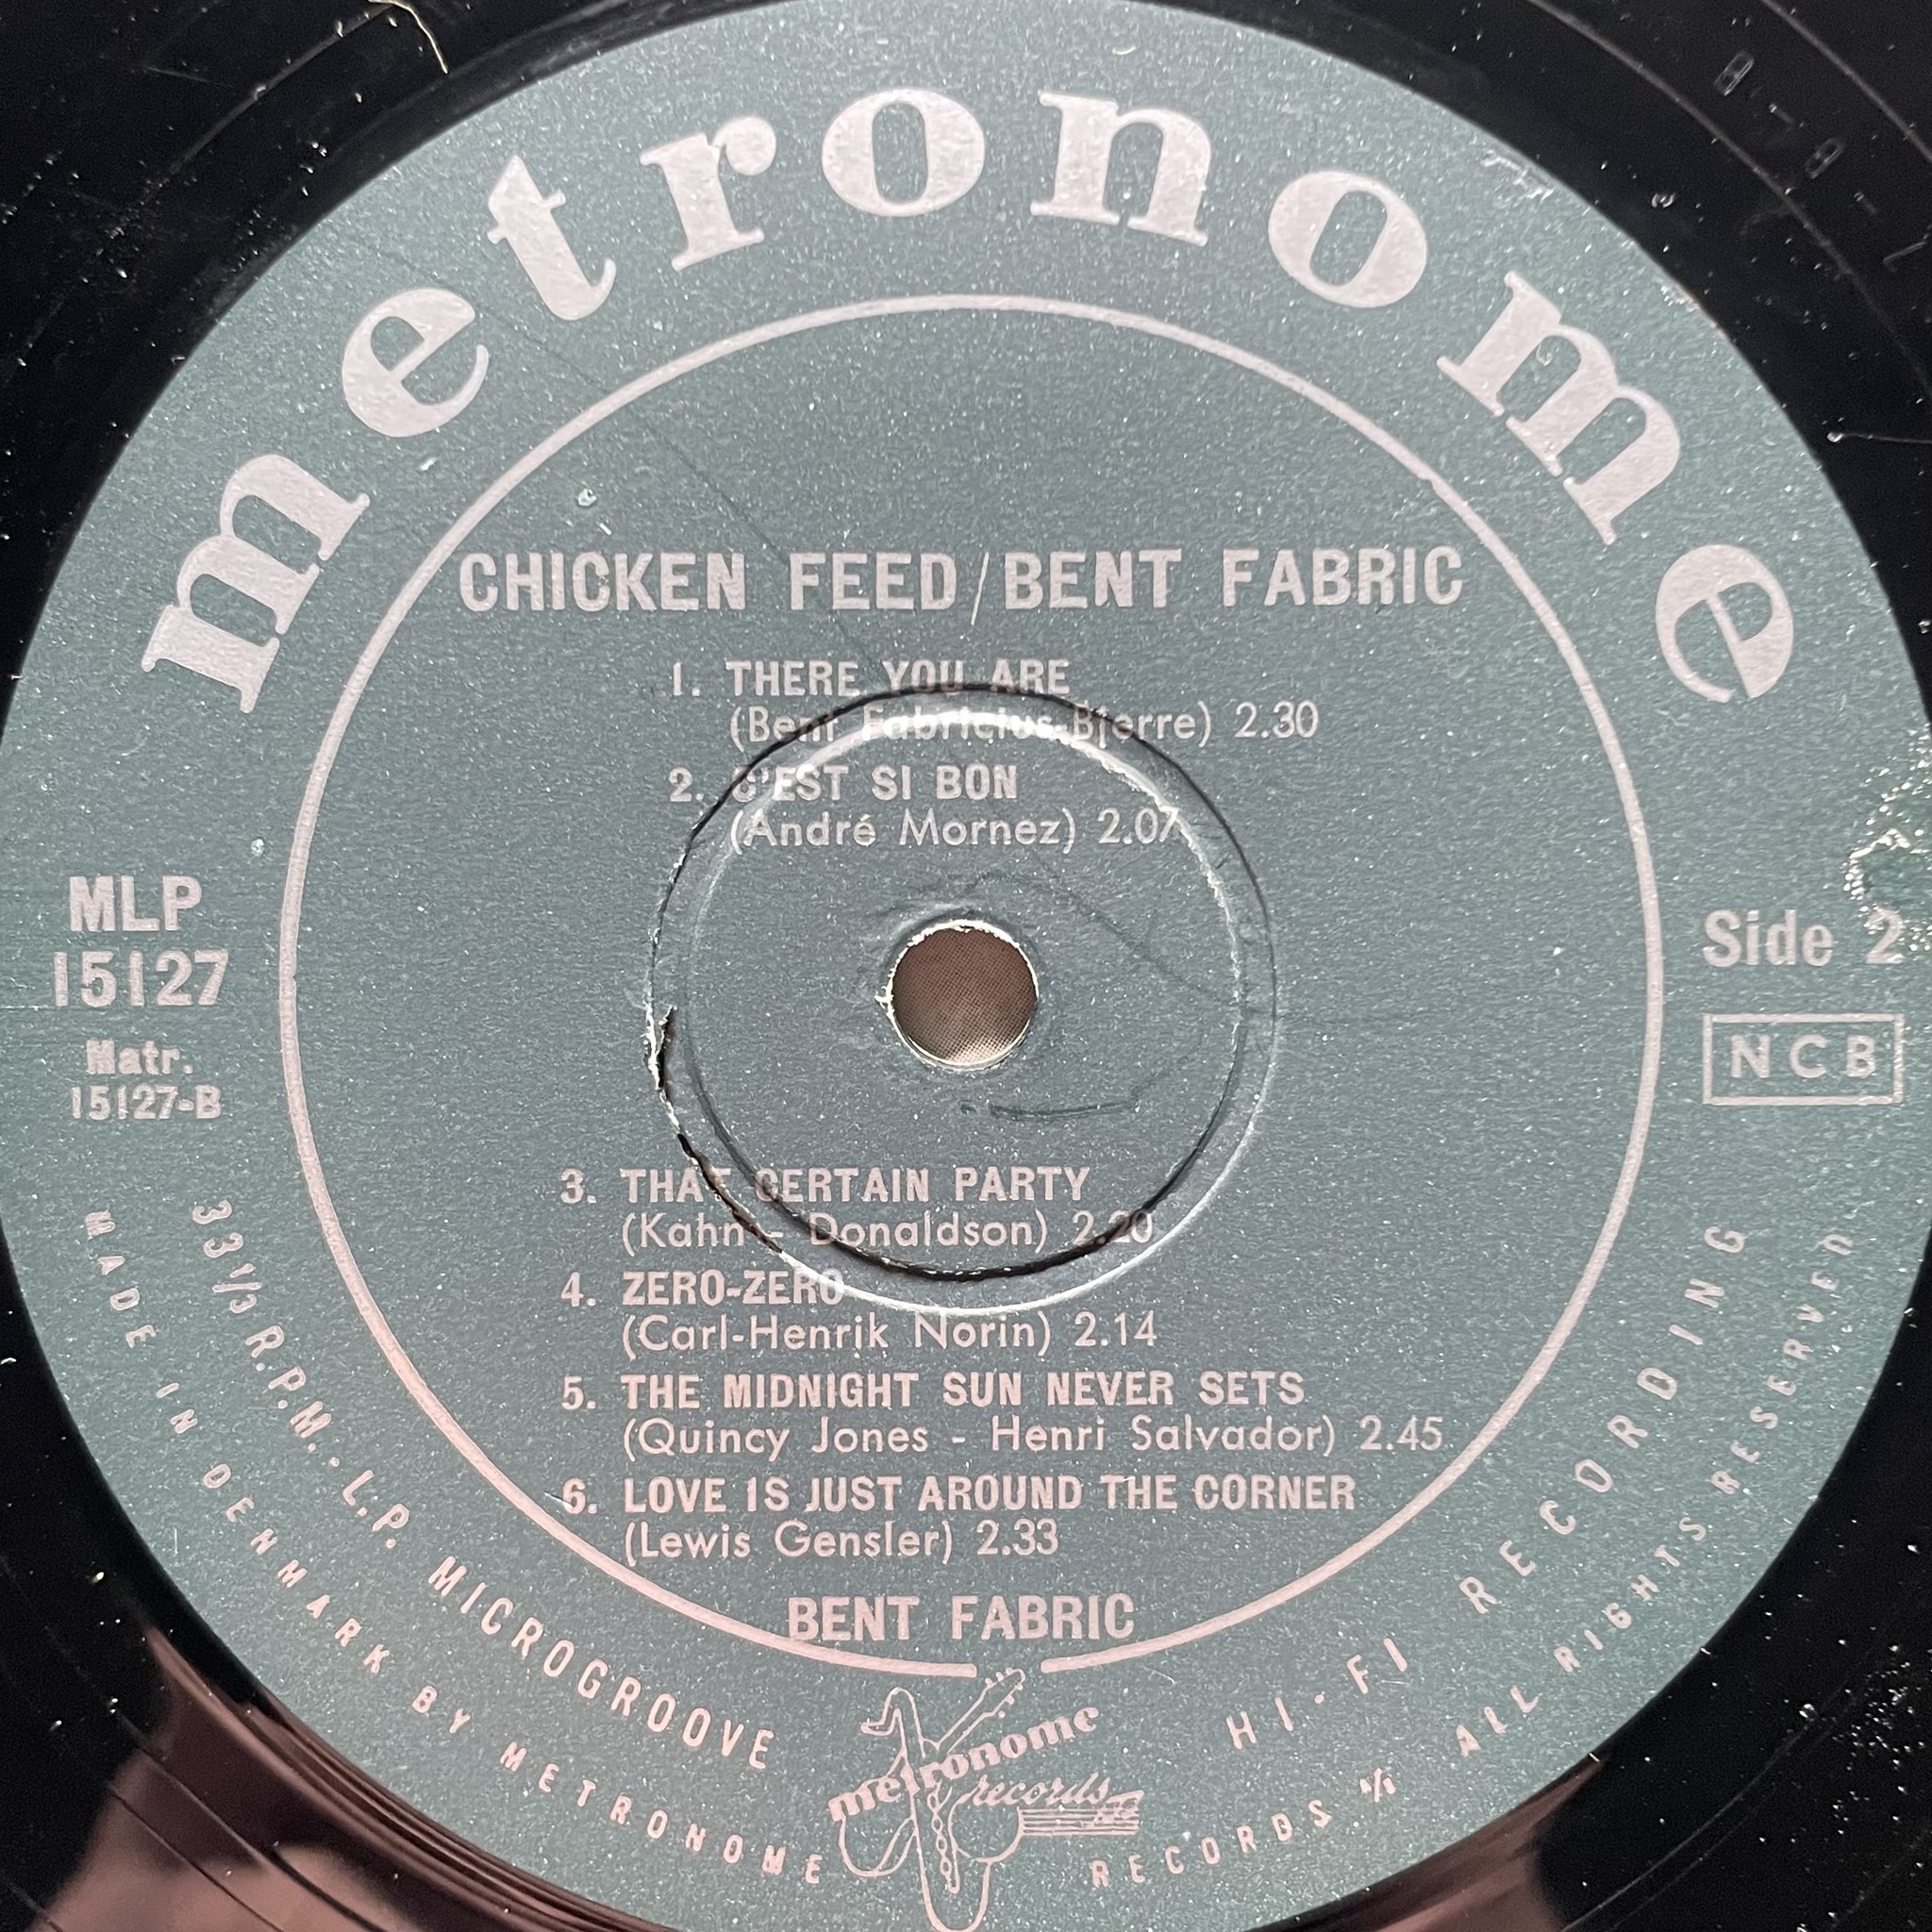 metronome
CHICKEN FEED/BENT FABRIC
1. THERE YOU ARE
(Bent Fabricius-Bjerre) 2.30
2. C'EST SI BON
(André Mornez) 2.07
MLP
15127
Matr.
15127-B
Side 2
NCB
3. THAT CERTAIN PARTY
(Kahn - Donaldson) 2.20
4. ZERO-ZERO
(Carl-Henrik Norin) 2.14
5. THE MIDNIGHT SUN NEVER SETS
(Quincy Jones - Henri Salvador) 2.45
6. LOVE IS JUST AROUND THE CORNER
(Lewis Gensler) 2.33
BENT FABRIC
33 1/3 R.P.M. - L.P. MICROGROOVE
HI-FI RECORDING
MADE IN DENMARK BY METRONOME RECORDS A/S ALL RIGHTS RESERVED
metronome
records